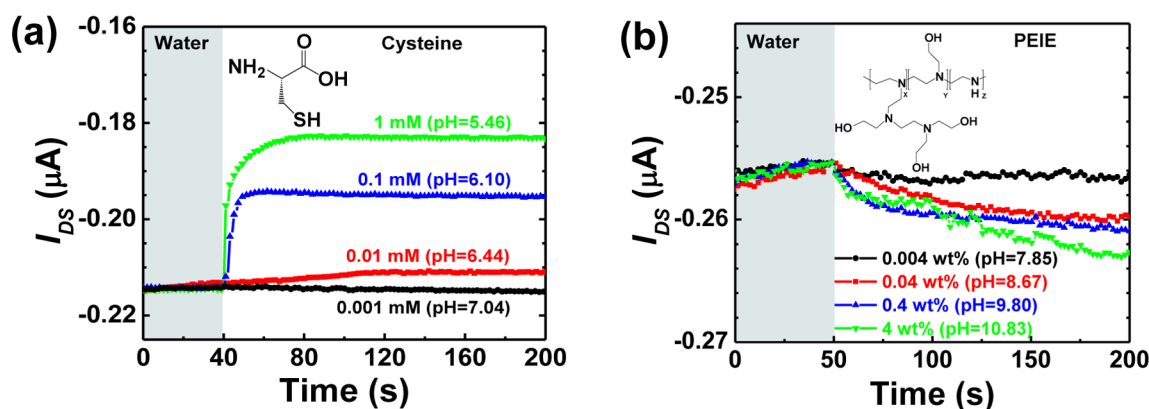 (a)
Water
Cysteine
O
NH2
OH
SH
1 mM (pH=5.46)
0.1 mM (pH=6.10)
0.01 mM (pH=6.44)
0.001 mM (pH=7.04)
-0.16
-0.18
-0.20
-0.22
IDS (μA)
0 40 80 120 160 200
Time (s)
(b)
Water
PEIE
OH
N N N
X Y H Z
HO N N OH
OH
0.004 wt% (pH=7.85)
0.04 wt% (pH=8.67)
0.4 wt% (pH=9.80)
4 wt% (pH=10.83)
-0.25
-0.26
-0.27
IDS (μA)
0 50 100 150 200
Time (s)